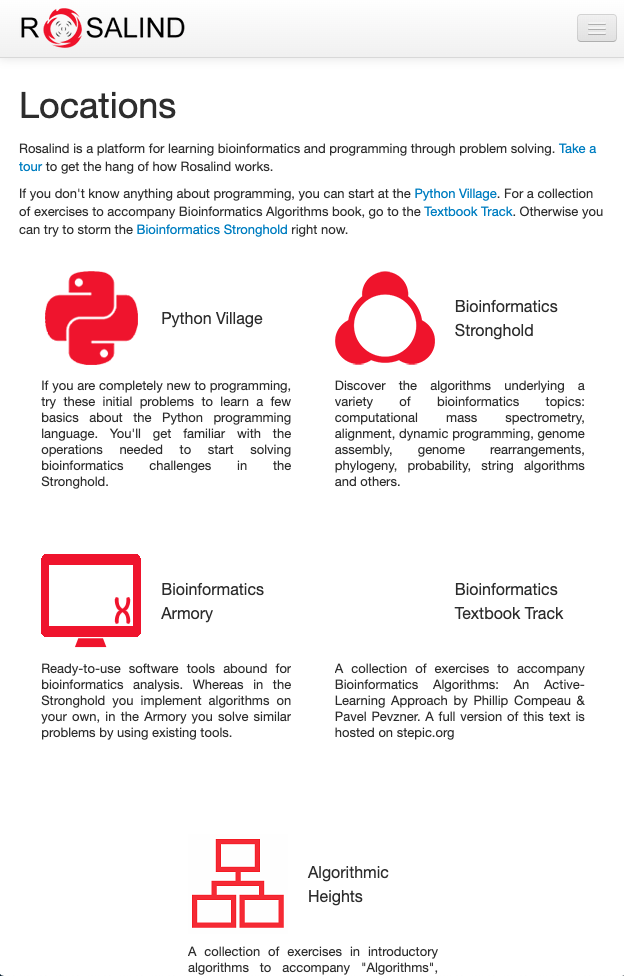 ROSALIND
Locations
Rosalind is a platform for learning bioinformatics and programming through problem solving. Take a
tour to get the hang of how Rosalind works.
If you don't know anything about programming, you can start at the Python Village. For a collection
of exercises to accompany Bioinformatics Algorithms book, go to the Textbook Track. Otherwise you
can try to storm the Bioinformatics Stronghold right now.
Python Village
If you are completely new to programming,
try these initial problems to learn a few
basics about the Python programming
language. You'll get familiar with the
operations needed to start solving
bioinformatics challenges in the
Stronghold.
Bioinformatics
Stronghold
Discover the algorithms underlying a
variety of bioinformatics topics:
computational mass spectrometry,
alignment, dynamic programming, genome
assembly, genome rearrangements,
phylogeny, probability, string algorithms
and others.
Bioinformatics
Armory
Ready-to-use software tools abound for
bioinformatics analysis. Whereas in the
Stronghold you implement algorithms on
your own, in the Armory you solve similar
problems by using existing tools.
Bioinformatics
Textbook Track
A collection of exercises to accompany
Bioinformatics Algorithms: An Active-
Learning Approach by Phillip Compeau &
Pavel Pevzner. A full version of this text is
hosted on stepic.org
Algorithmic
Heights
A collection of exercises in introductory
algorithms to accompany "Algorithms",